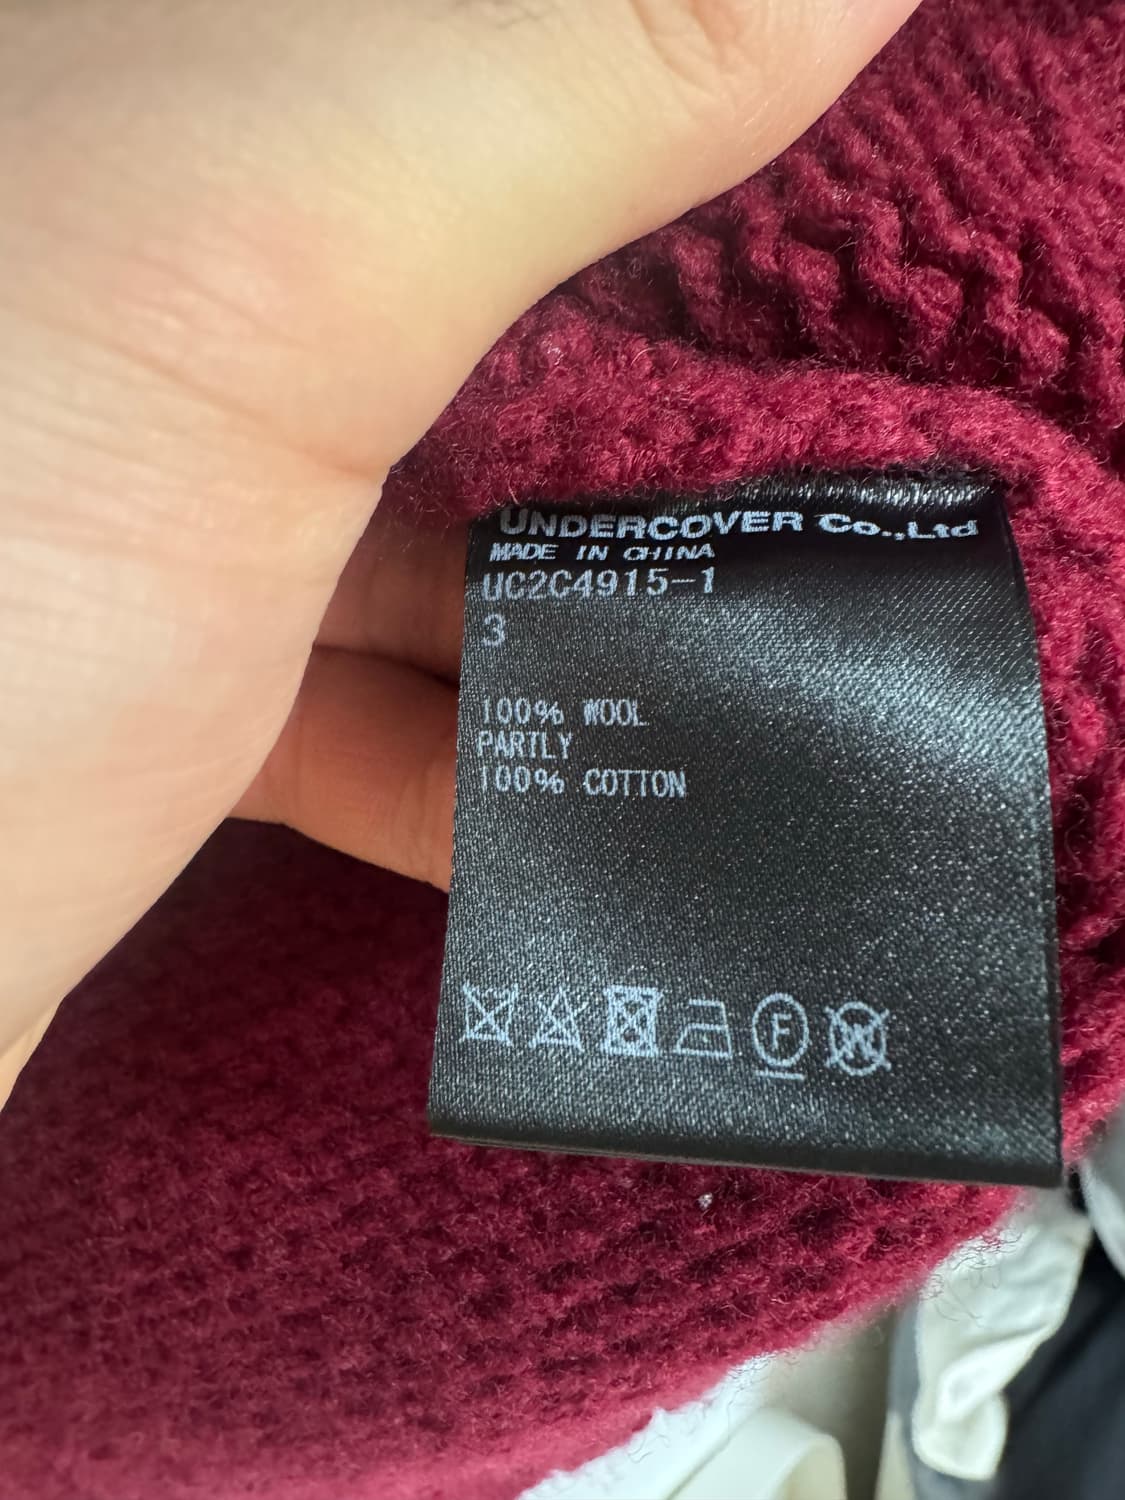 UNDERCOVER Co.,Ltd
MADE IN CHINA
UC2C4915-1
3
100% WOOL
PARTLY
100% COTTON
F
W